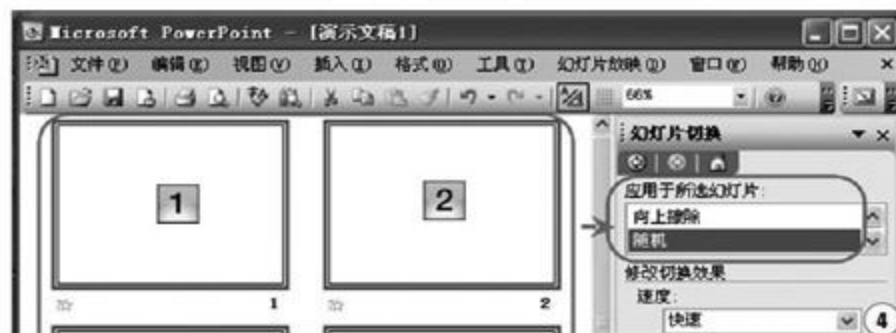 Microsoft PowerPoint - [演示文稿1]
文件(F) 编辑(E) 视图(V) 插入(I) 格式(O) 工具(T) 幻灯片放映(D) 窗口(W) 帮助(H)
66%
幻灯片切换
应用于所选幻灯片:
向上擦除
随机
修改切换效果
速度:
快速
4
1 2
1 2